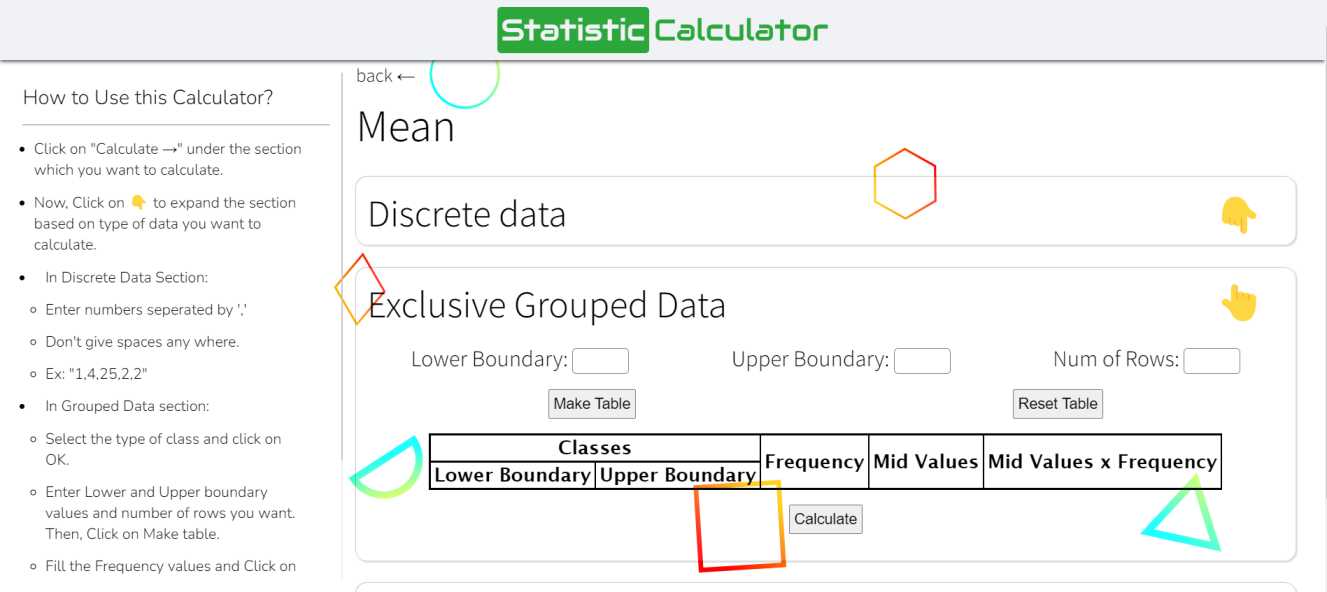 Statistic Calculator
How to Use this Calculator?
Click on "Calculate →" under the section
which you want to calculate.
Now, Click on 👇 to expand the section
based on type of data you want to
calculate.
In Discrete Data Section:
Enter numbers seperated by ','
Don't give spaces any where.
Ex: "1,4,25,2,2"
In Grouped Data section:
Select the type of class and click on
OK.
Enter Lower and Upper boundary
values and number of rows you want.
Then, Click on Make table.
Fill the Frequency values and Click on
back ←
Mean
Discrete data
Exclusive Grouped Data
Lower Boundary: Upper Boundary: Num of Rows:
Make Table Reset Table
Classes
Lower Boundary Upper Boundary Frequency Mid Values Mid Values x Frequency
Calculate